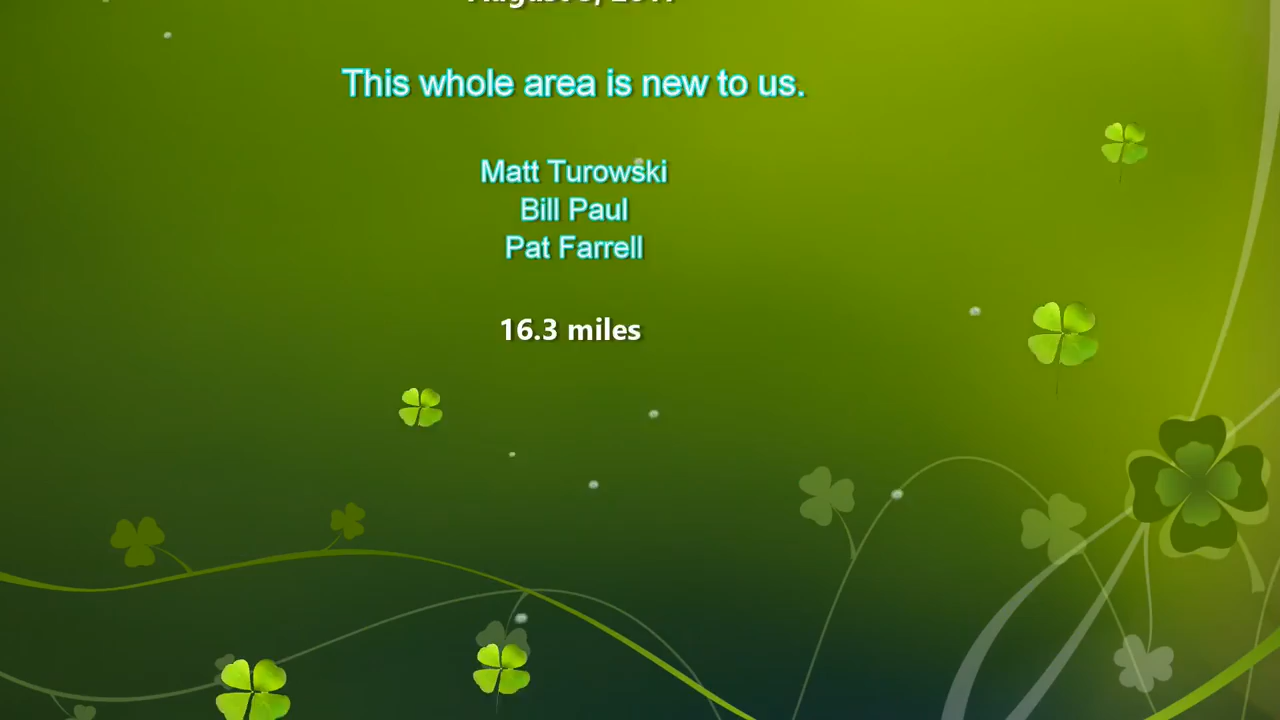 This whole area is new to us.
Matt Turowski
Bill Paul
Pat Farrell
16.3 miles